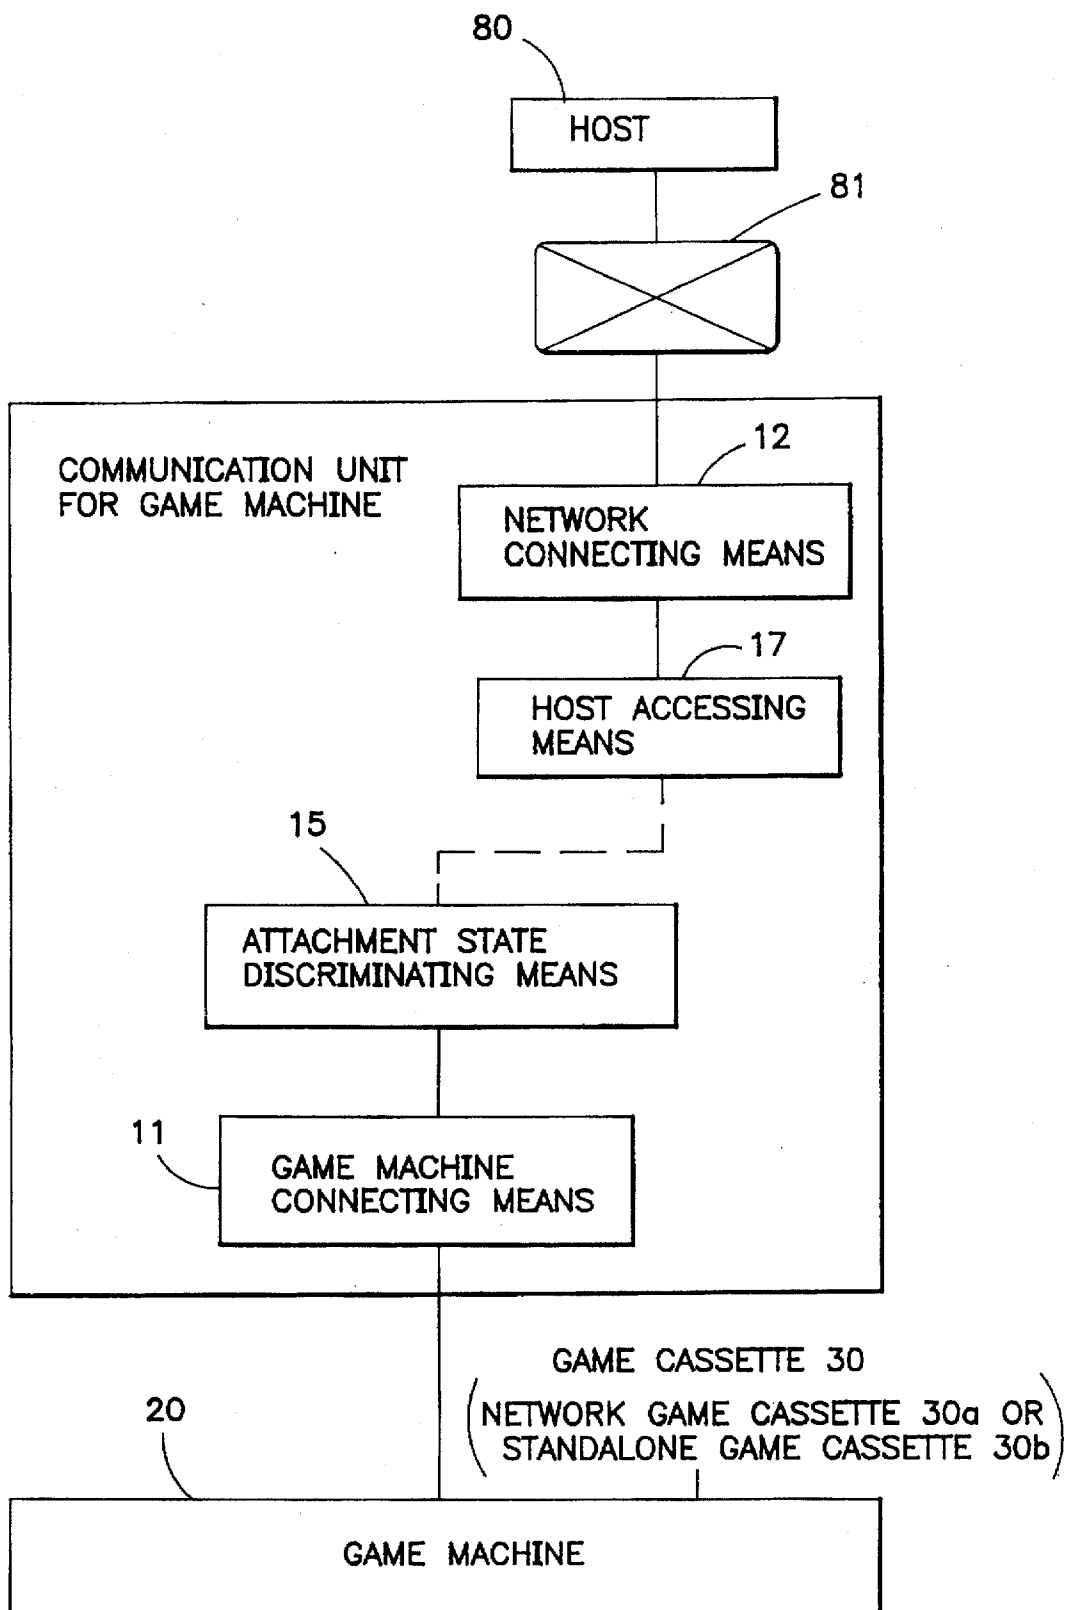 80
HOST
81
12
COMMUNICATION UNIT
FOR GAME MACHINE
NETWORK
CONNECTING MEANS
17
HOST ACCESSING
MEANS
15
ATTACHMENT STATE
DISCRIMINATING MEANS
11
GAME MACHINE
CONNECTING MEANS
GAME CASSETTE 30
20
(NETWORK GAME CASSETTE 30a OR
STANDALONE GAME CASSETTE 30b)
GAME MACHINE